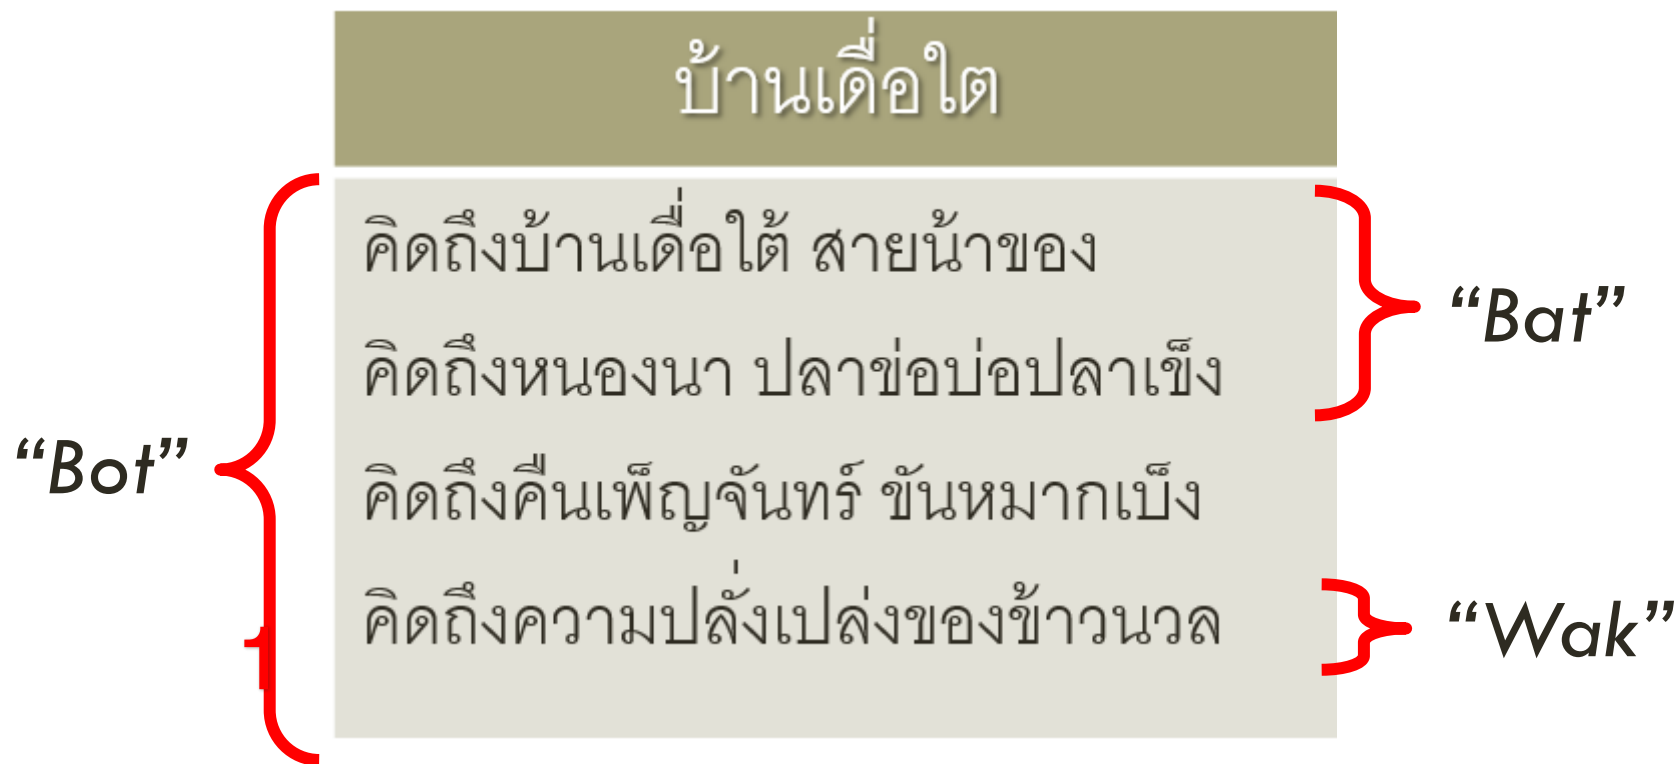 บ้านเดื่อใต
คิดถึงบ้านเดื่อใต้ สายน้ำของ
คิดถึงหนองนา ปลาข่อบ่อปลาเข็ง
คิดถึงคืนเพ็ญจันทร์ ขันหมากเบ็ง
คิดถึงความปลั่งเปล่งของข้าวนวล
“Bot”
“Bat”
“Wak”